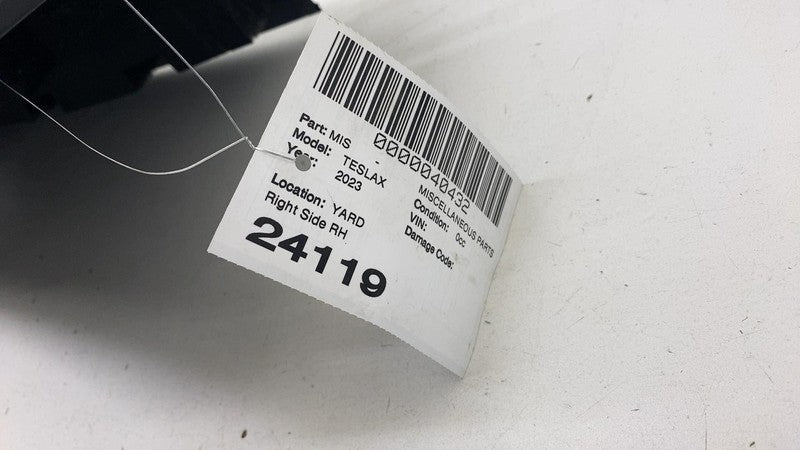 0000040432
Part: MIS - MISCELLANEOUS PARTS
Model: TESLAX Condition: 0cc
Year: 2023 VIN:
Damage Code:
Location: YARD
Right Side RH
24119